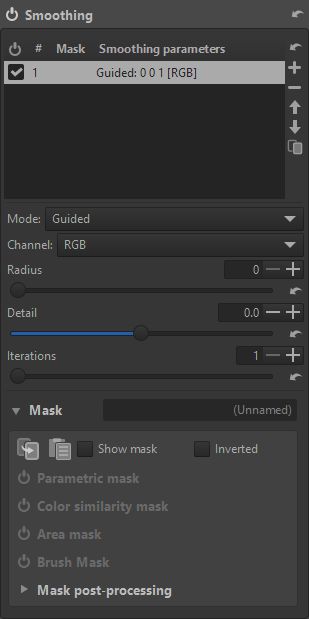 Smoothing
# Mask Smoothing parameters
1 Guided: 0 0 1 [RGB]
Mode: Guided
Channel: RGB
Radius 0
Detail 0.0
Iterations 1
Mask (Unnamed)
Show mask Inverted
Parametric mask
Color similarity mask
Area mask
Brush Mask
Mask post-processing